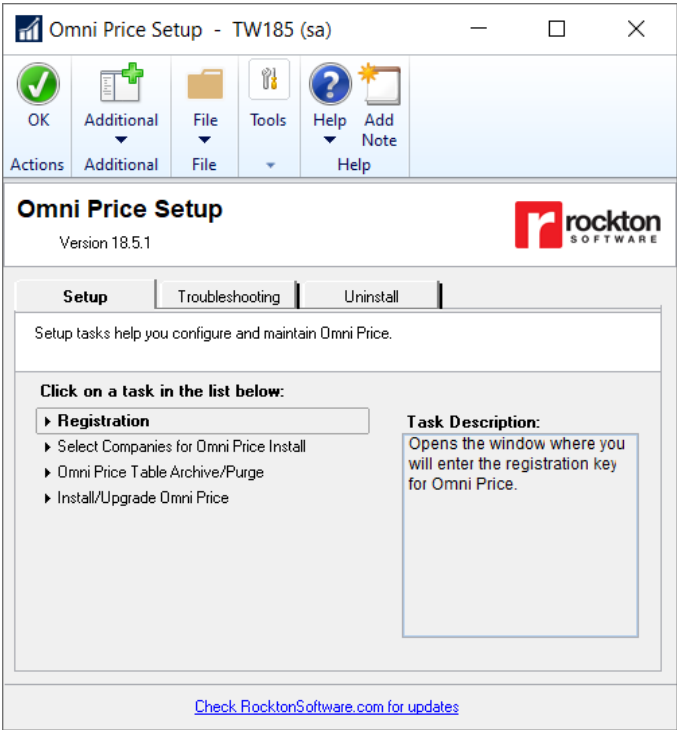 Omni Price Setup  -  TW185 (sa)
OK
Additional
File
Tools
Help
Add
Note
Actions
Additional
File
Help
Omni Price Setup
Version 18.5.1
r rockton
SOFTWARE
Setup
Troubleshooting
Uninstall
Setup tasks help you configure and maintain Omni Price.
Click on a task in the list below:
Registration
Select Companies for Omni Price Install
Omni Price Table Archive/Purge
Install/Upgrade Omni Price
Task Description:
Opens the window where you
will enter the registration key
for Omni Price.
Check RocktonSoftware.com for updates